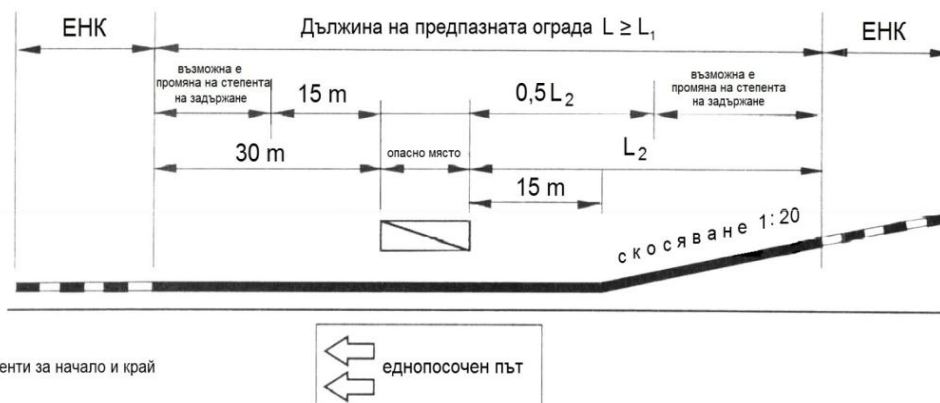 ЕНК
Дължина на предпазната ограда L ≥ L₁
ЕНК
възможна е
промяна на степента
на задържане
15 m
0,5 L₂
възможна е
промяна на степента
на задържане
30 m
опасно място
L₂
15 m
скосяване 1:20
енти за начало и край
еднопосочен път